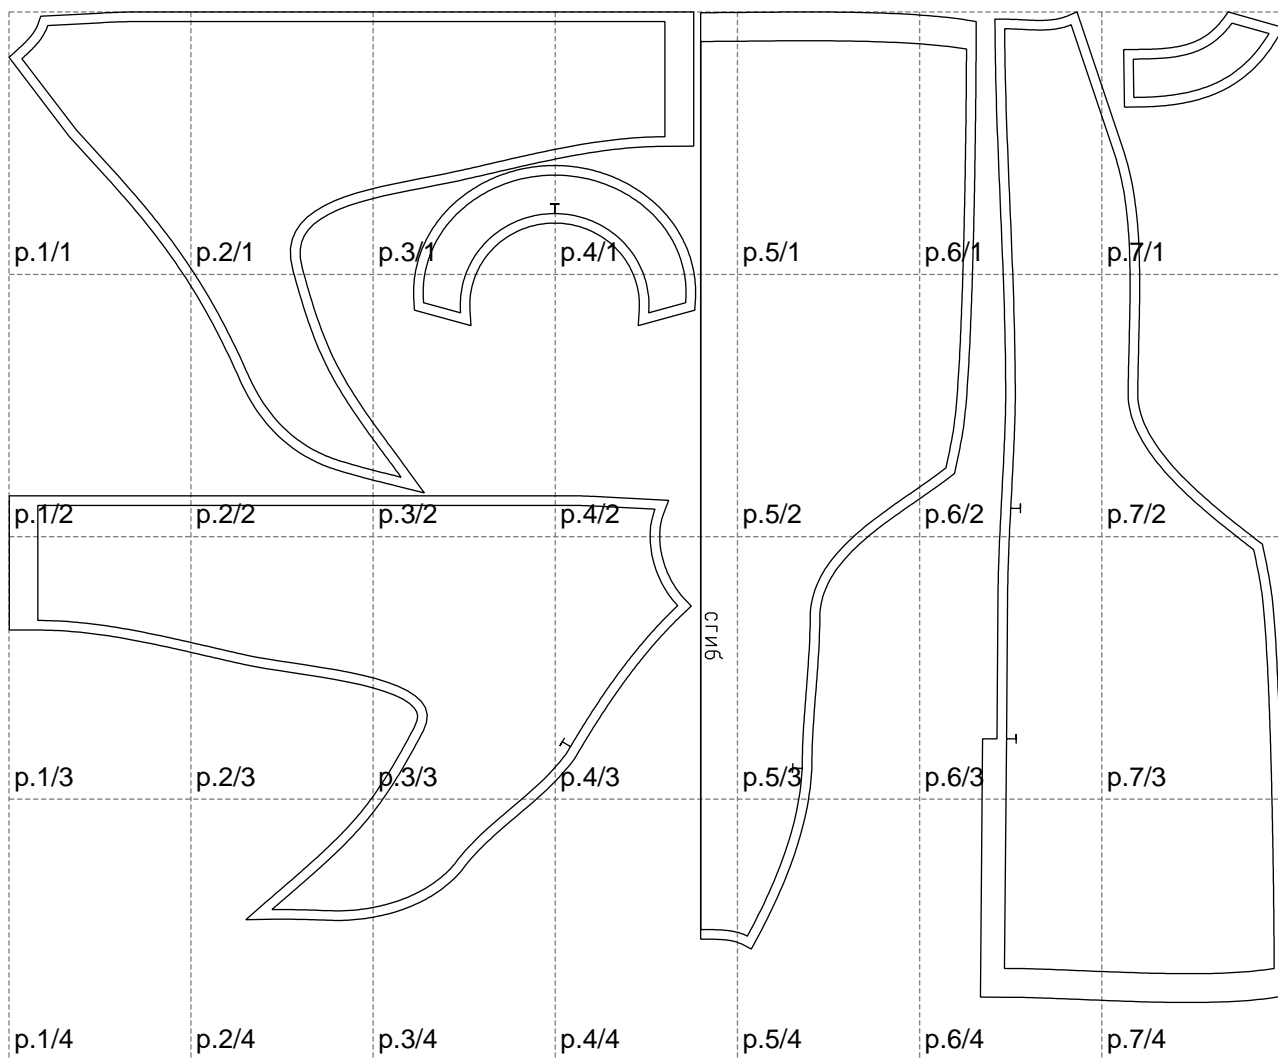 p.1/1 p.2/1 p.3/1 p.4/1 p.5/1 p.6/1 p.7/1
p.1/2 p.2/2 p.3/2 p.4/2 p.5/2 p.6/2 p.7/2
сгиб
p.1/3 p.2/3 p.3/3 p.4/3 p.5/3 p.6/3 p.7/3
p.1/4 p.2/4 p.3/4 p.4/4 p.5/4 p.6/4 p.7/4